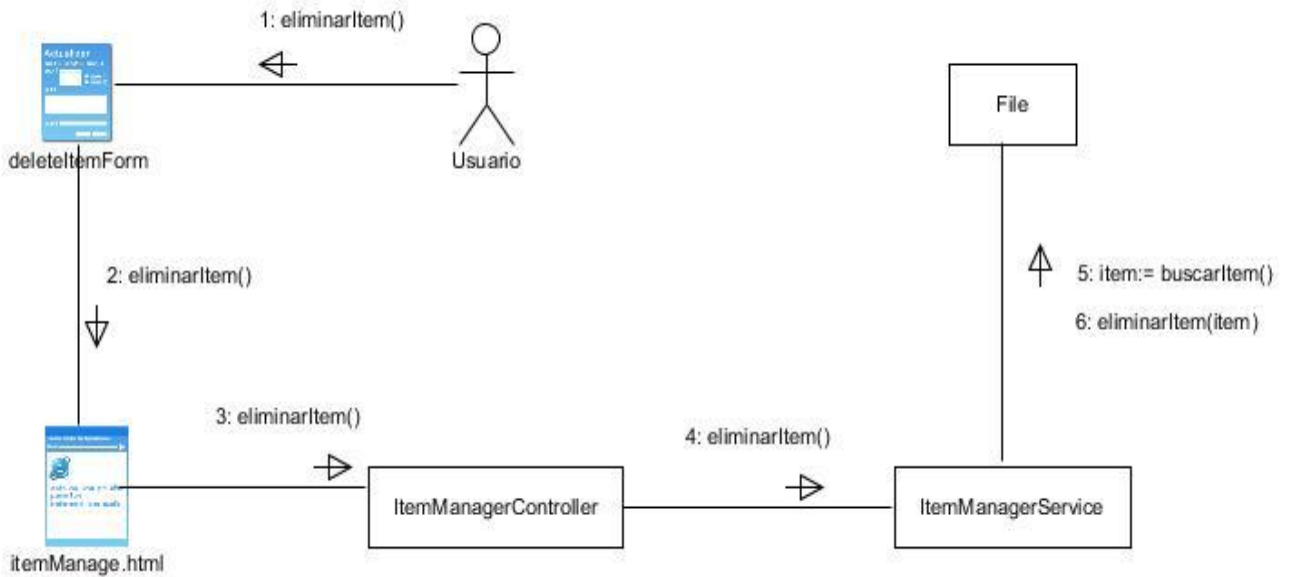 1: eliminarItem()
Actualizar
deleteItemForm
Usuario
File
2: eliminarItem()
5: item:= buscarItem()
6: eliminarItem(item)
3: eliminarItem()
4: eliminarItem()
ItemManagerController
ItemManagerService
itemManage.html